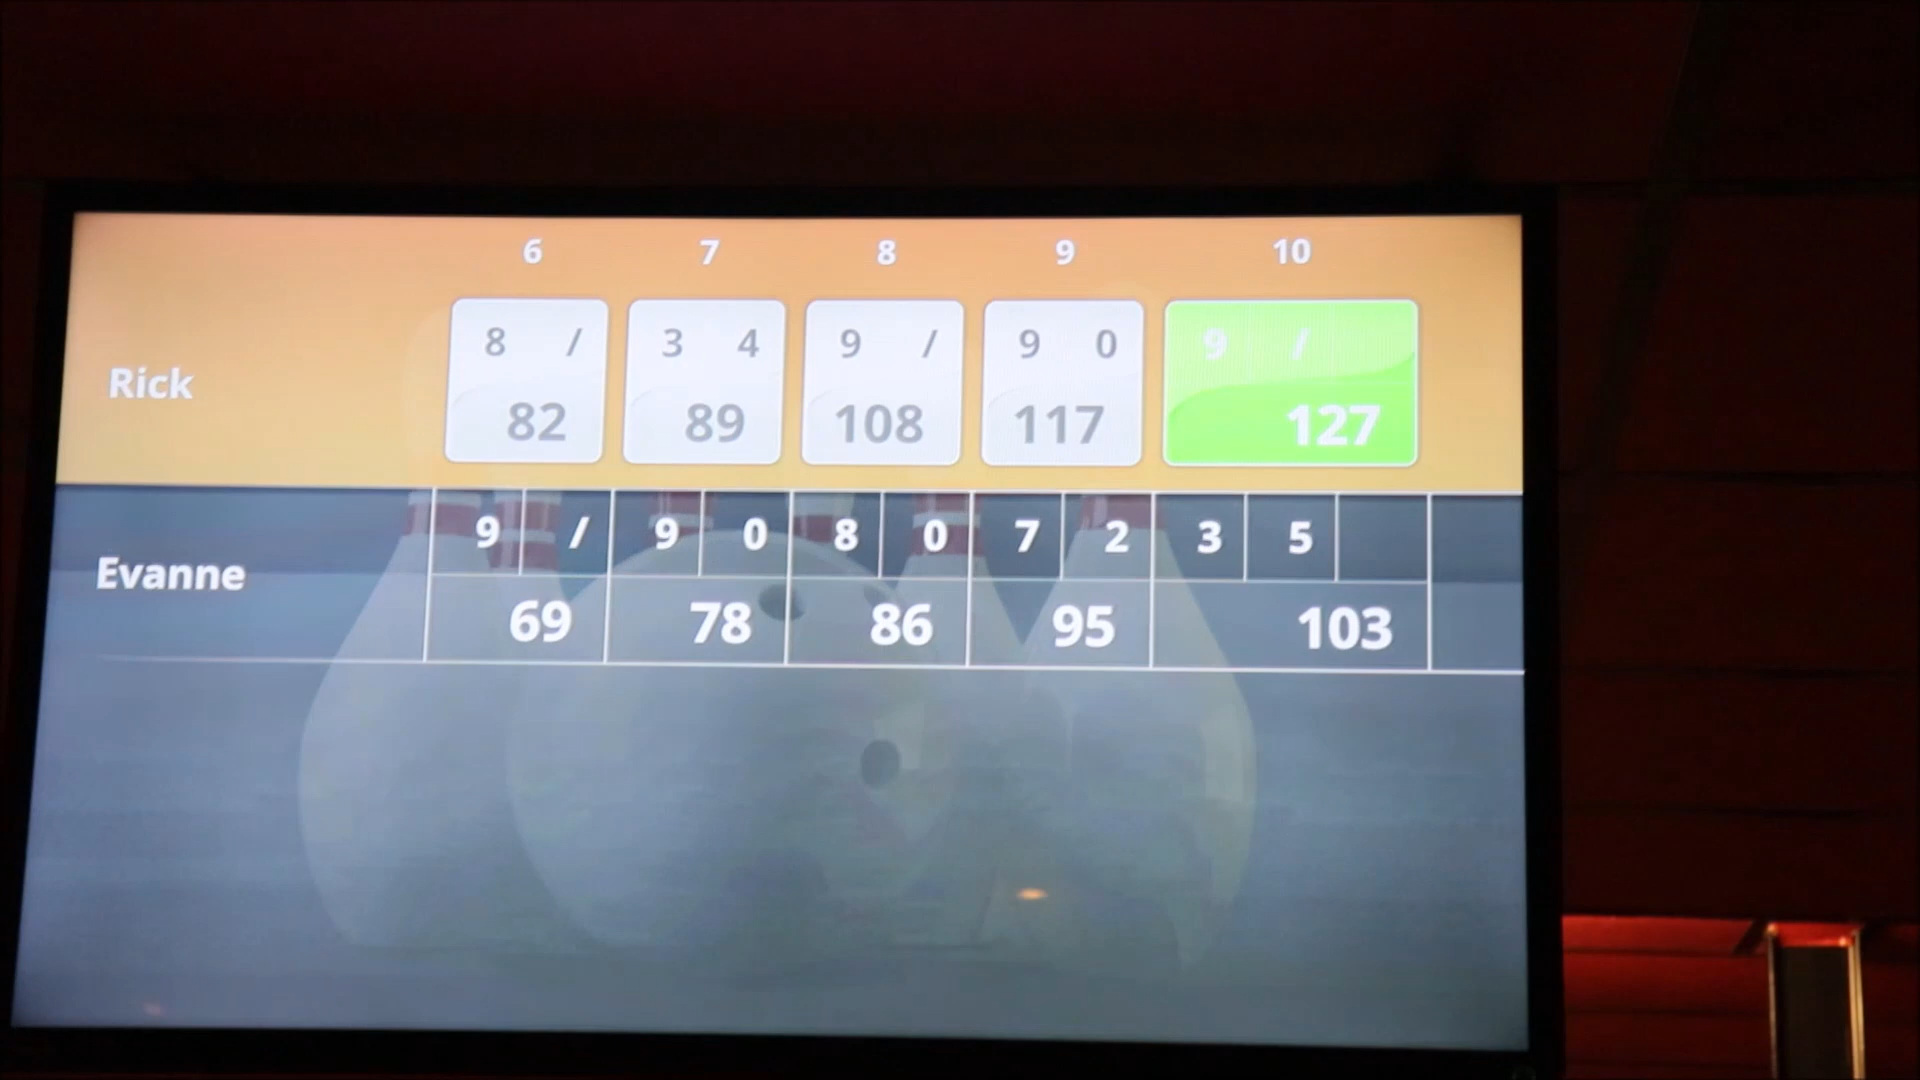 6 7 8 9 10
8 / 3 4 9 / 9 0 9 /
Rick
82 89 108 117 127
9 / 9 0 8 0 7 2 3 5
Evanne
69 78 86 95 103